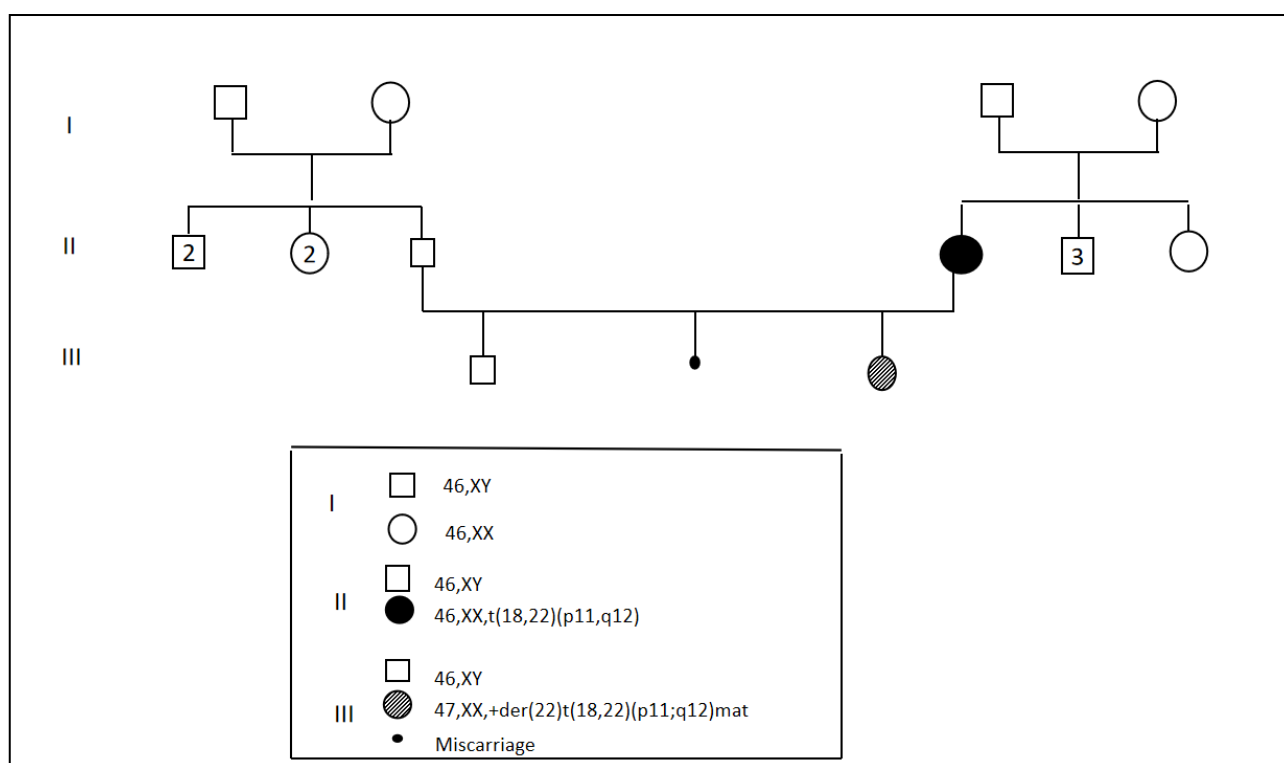 I
II
2
2
3
III
I
46,XY
46,XX
II
46,XY
46,XX,t(18,22)(p11,q12)
III
46,XY
47,XX,+der(22)t(18,22)(p11;q12)mat
Miscarriage